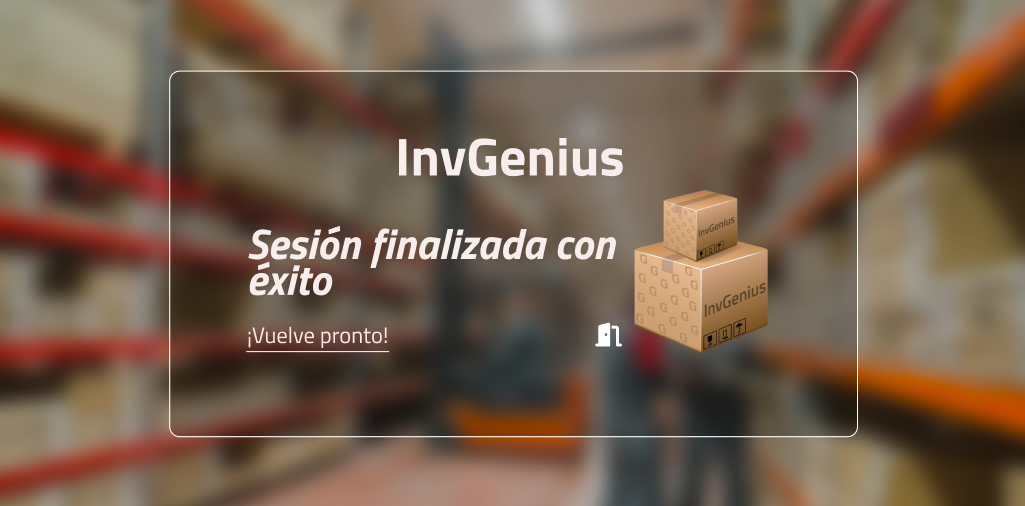 InvGenius
Sesión finalizada con
éxito
¡Vuelve pronto!
InvGenius
InvGenius